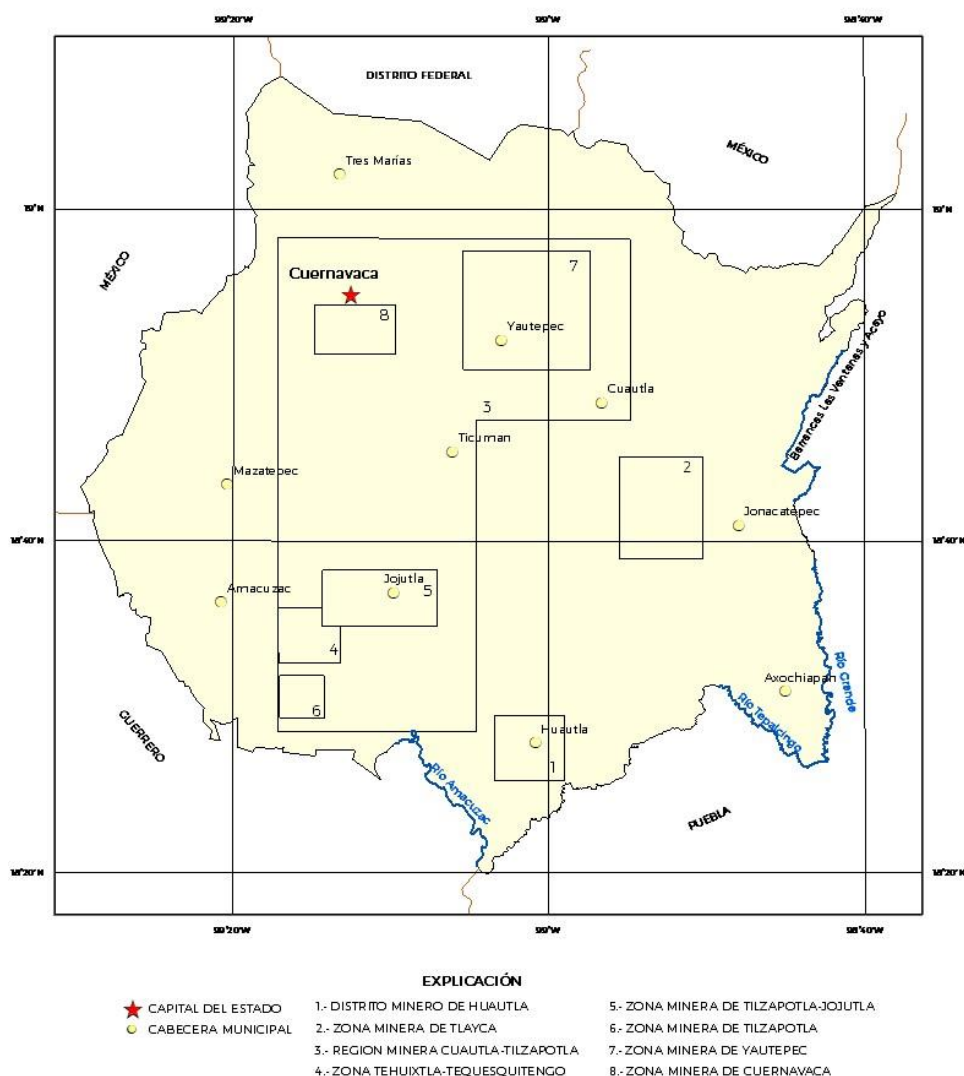 99°20'W 99°W 98°40'W
DISTRITO FEDERAL
MÉXICO
Tres Marías
19°N 19°N
MÉXICO
Cuernavaca
7
8
Yautepec
Barrancas Las Ventanas y Acayo
Cuautla
3
Ticuman
Mazatepec
2
Jonacatepec
18°40'N 18°40'N
Jojutla
Amacuzac
5
4
Río Grande
Axochiapan
6
GUERRERO
Río Tepalcingo
Huautla
1
Río Amacuzac
PUEBLA
18°20'N 18°20'N
99°20'W 99°W 98°40'W
EXPLICACIÓN
CAPITAL DEL ESTADO
CABECERA MUNICIPAL
1.- DISTRITO MINERO DE HUAUTLA
2.- ZONA MINERA DE TLAYCA
3.- REGION MINERA CUAUTLA-TILZAPOTLA
4.- ZONA TEHUIXTLA-TEQUESQUITENGO
5.- ZONA MINERA DE TILZAPOTLA-JOJUTLA
6.- ZONA MINERA DE TILZAPOTLA
7.- ZONA MINERA DE YAUTEPEC
8.- ZONA MINERA DE CUERNAVACA